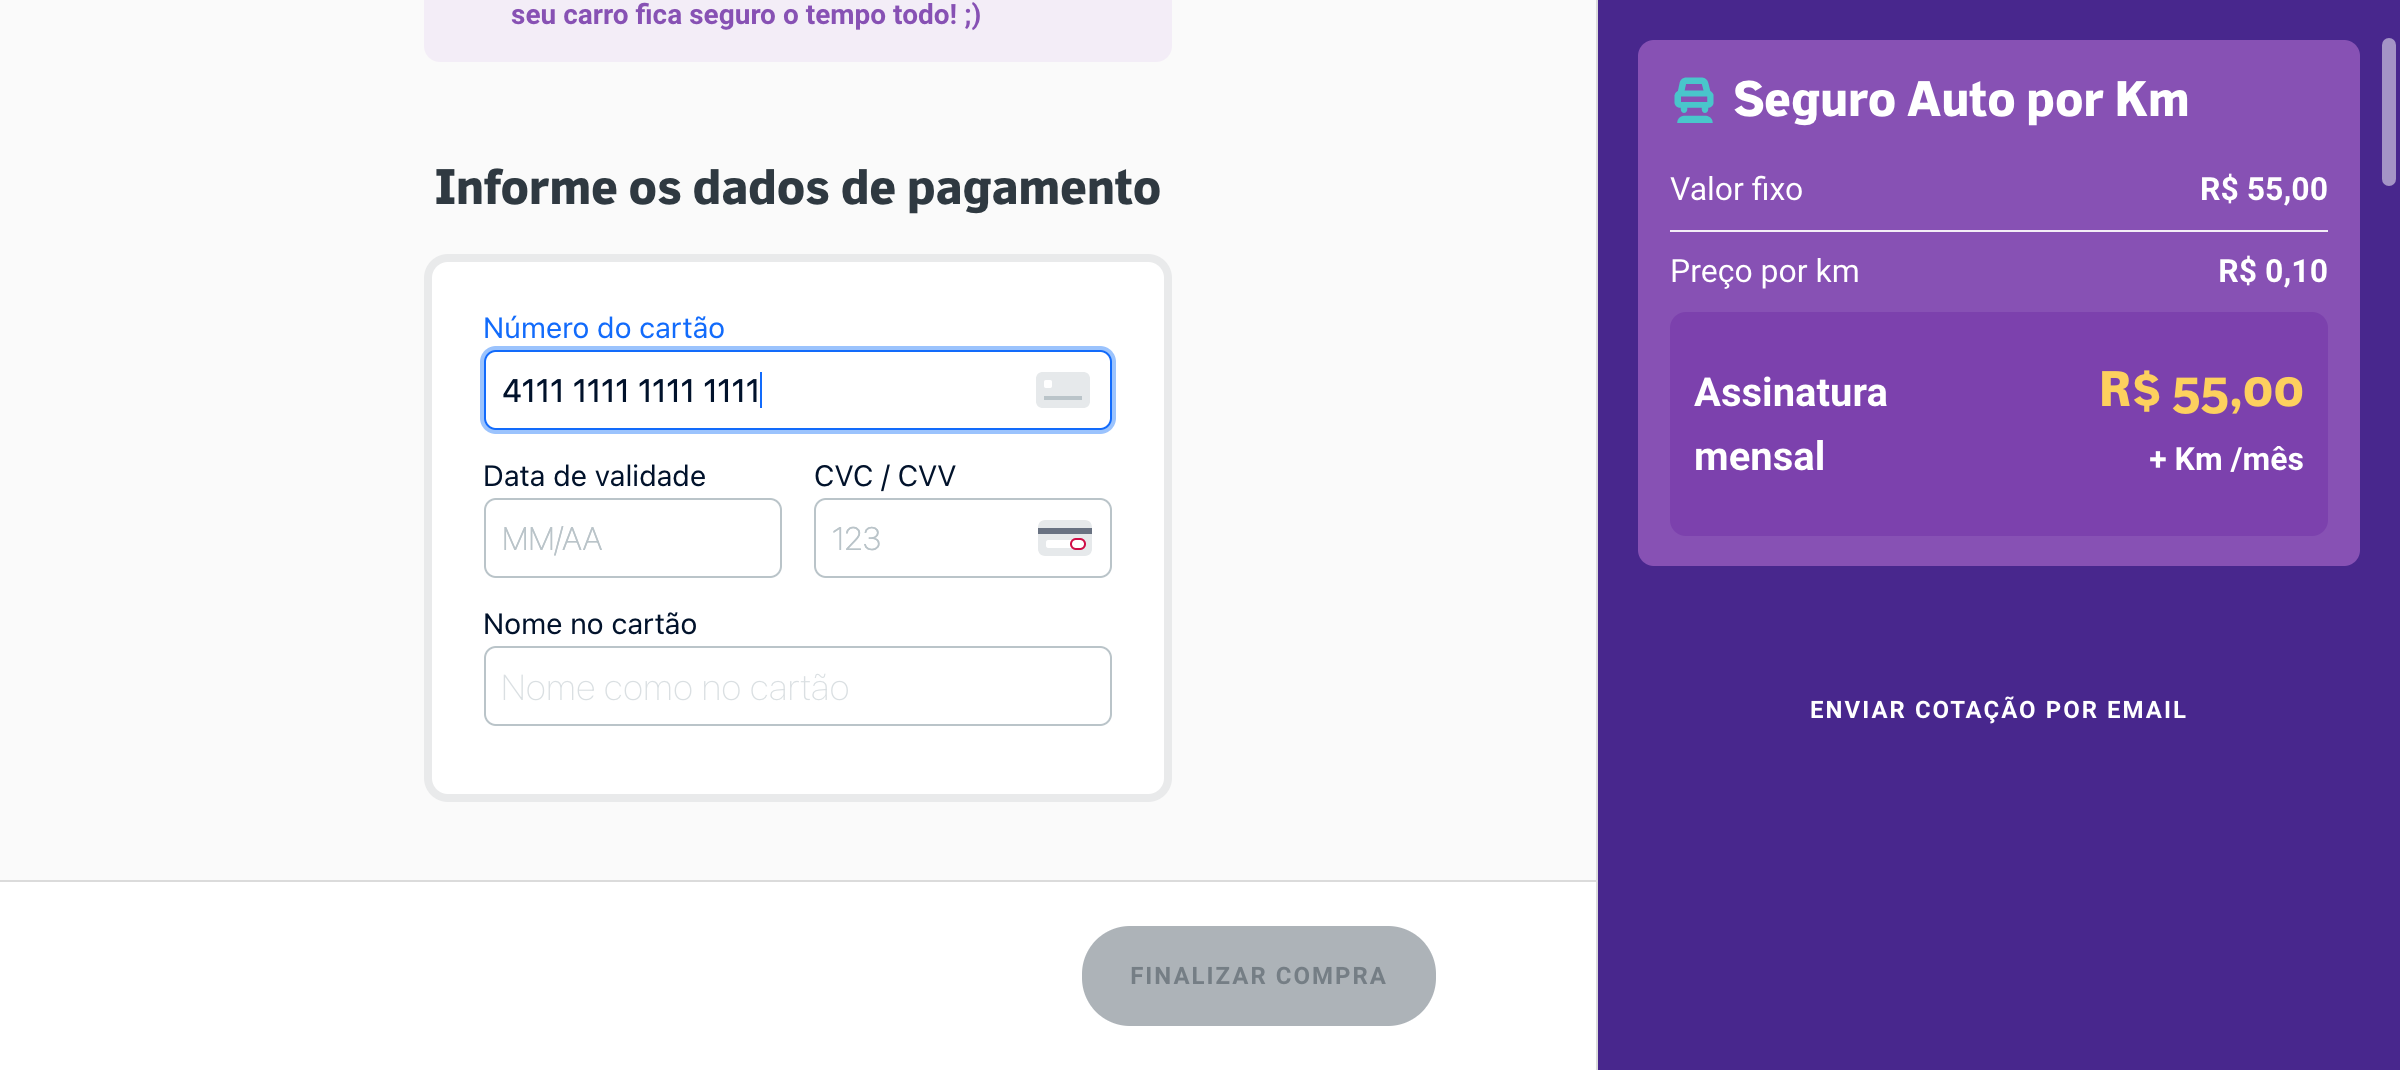 seu carro fica seguro o tempo todo! ;)
Informe os dados de pagamento
Número do cartão
4111 1111 1111 1111
Data de validade
CVC / CVV
MM/AA
123
Nome no cartão
Nome como no cartão
FINALIZAR COMPRA
Seguro Auto por Km
Valor fixo
R$ 55,00
Preço por km
R$ 0,10
Assinatura
mensal
R$ 55,00
+ Km /mês
ENVIAR COTAÇÃO POR EMAIL